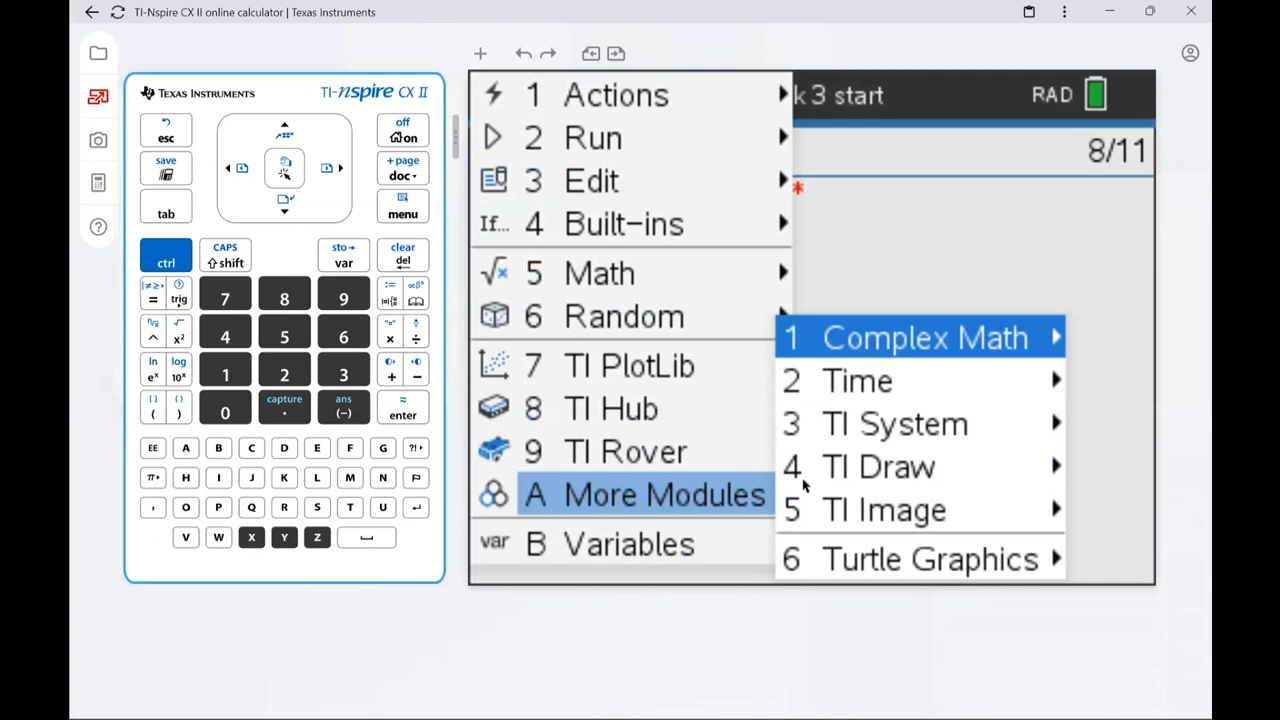 TI-Nspire CX II online calculator | Texas Instruments
TEXAS INSTRUMENTS
TI-nspire CX II
esc
off
on
save
+ page
doc
tab
menu
ctrl
CAPS
shift
sto→
var
clear
del
= trig 7 8 9
^ x² 4 5 6 × ÷
ln log
eˣ 10ˣ 1 2 3 + −
( ) 0
capture
.
ans
(−)
≈
enter
EE A B C D E F G ?!
π H I J K L M N
, O P Q R S T U
V W X Y Z
1 Actions
2 Run
3 Edit
If... 4 Built-ins
5 Math
6 Random
7 TI PlotLib
8 TI Hub
9 TI Rover
A More Modules
var B Variables
k 3 start
RAD
8/11
*
1 Complex Math
2 Time
3 TI System
4 TI Draw
5 TI Image
6 Turtle Graphics